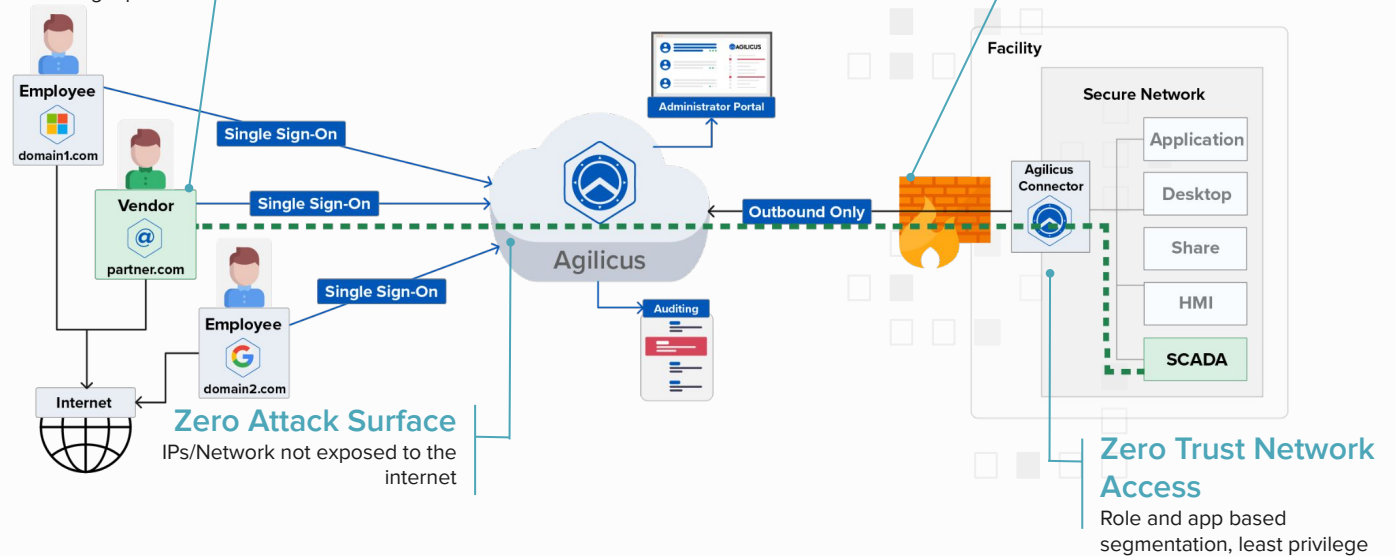 Employee
domain1.com
Vendor
@
partner.com
Employee
G
domain2.com
Internet
Single Sign-On
Single Sign-On
Single Sign-On
AGILICUS
Administrator Portal
Agilicus
Auditing
Outbound Only
Facility
Secure Network
Agilicus
Connector
Application
Desktop
Share
HMI
SCADA
Zero Attack Surface
IPs/Network not exposed to the
internet
Zero Trust Network
Access
Role and app based
segmentation, least privilege